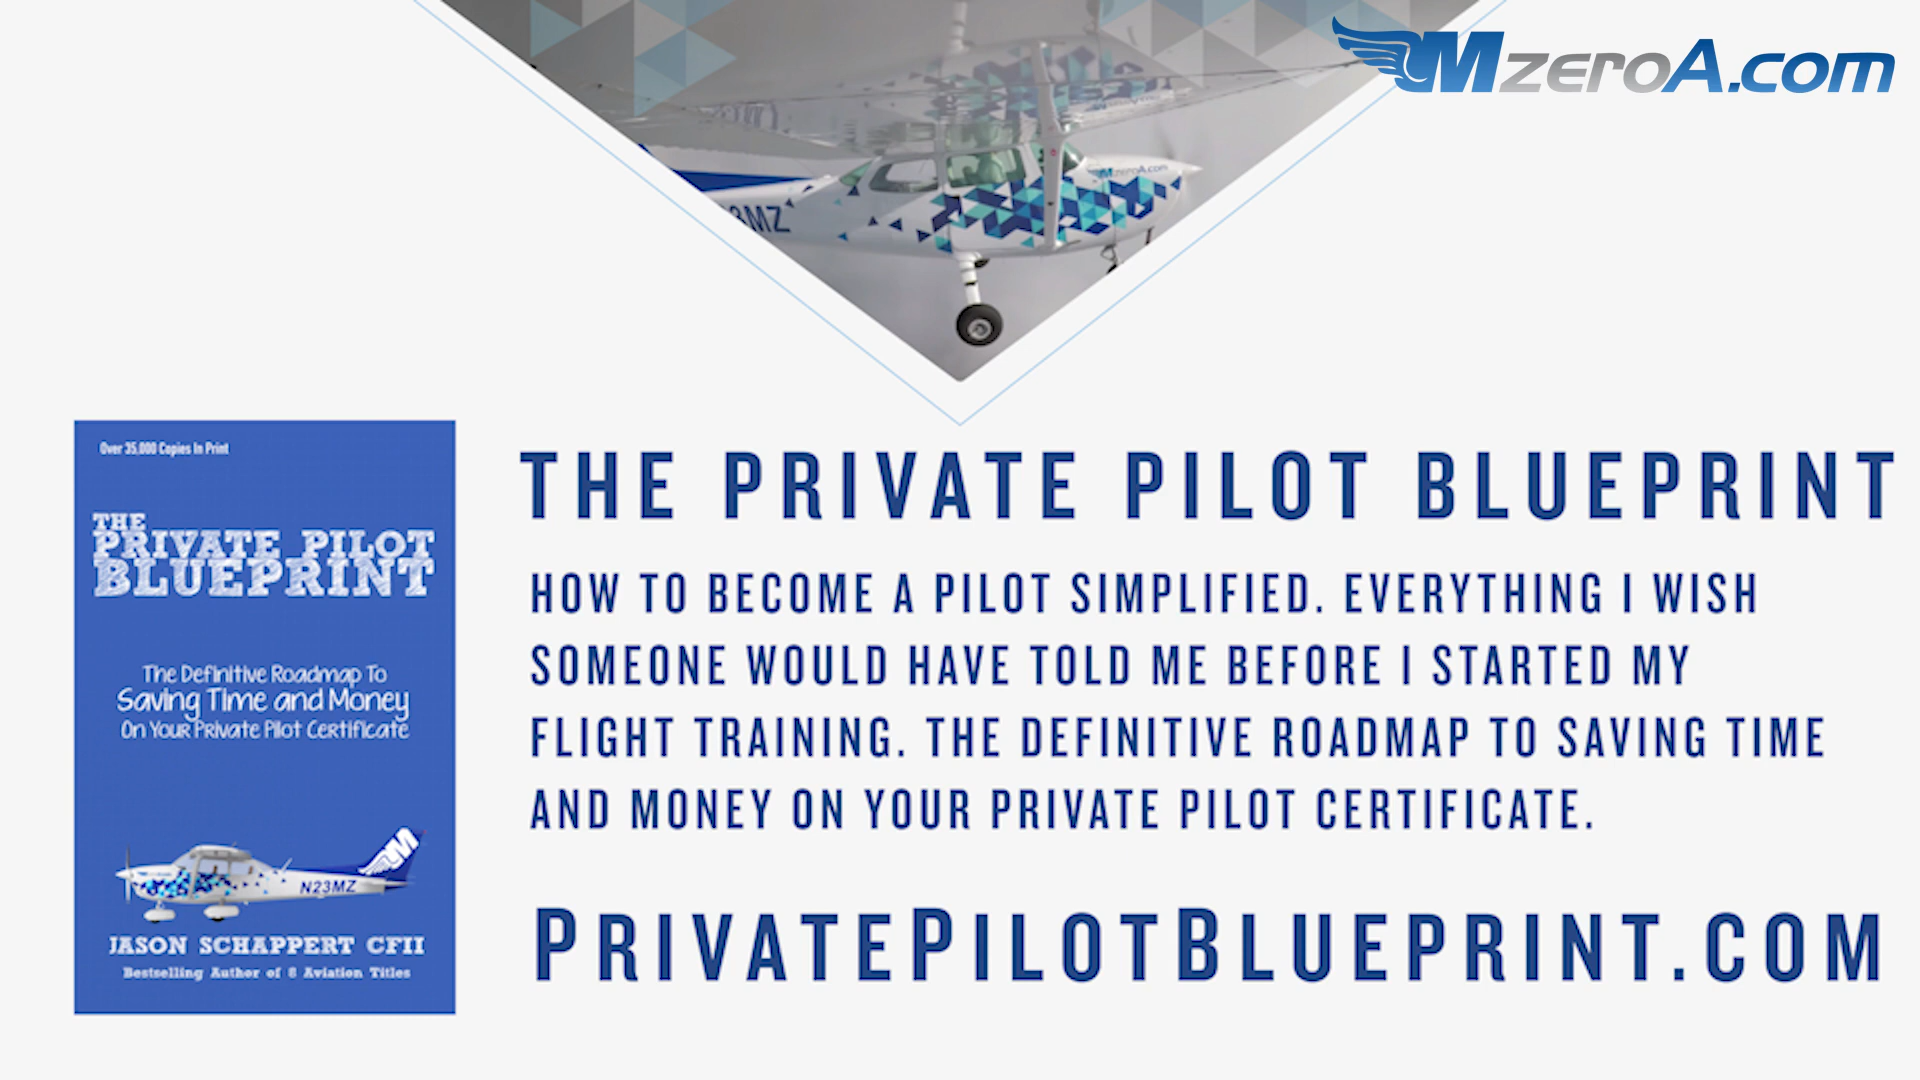 MzeroA.com
MzeroA.com
3MZ
Over 35,000 Copies In Print
THE
PRIVATE PILOT
BLUEPRINT
The Definitive Roadmap To
Saving Time and Money
On Your Private Pilot Certificate
N23MZ
JASON SCHAPPERT CFII
Bestselling Author of 8 Aviation Titles
THE PRIVATE PILOT BLUEPRINT
HOW TO BECOME A PILOT SIMPLIFIED. EVERYTHING I WISH
SOMEONE WOULD HAVE TOLD ME BEFORE I STARTED MY
FLIGHT TRAINING. THE DEFINITIVE ROADMAP TO SAVING TIME
AND MONEY ON YOUR PRIVATE PILOT CERTIFICATE.
PRIVATEPILOTBLUEPRINT.COM